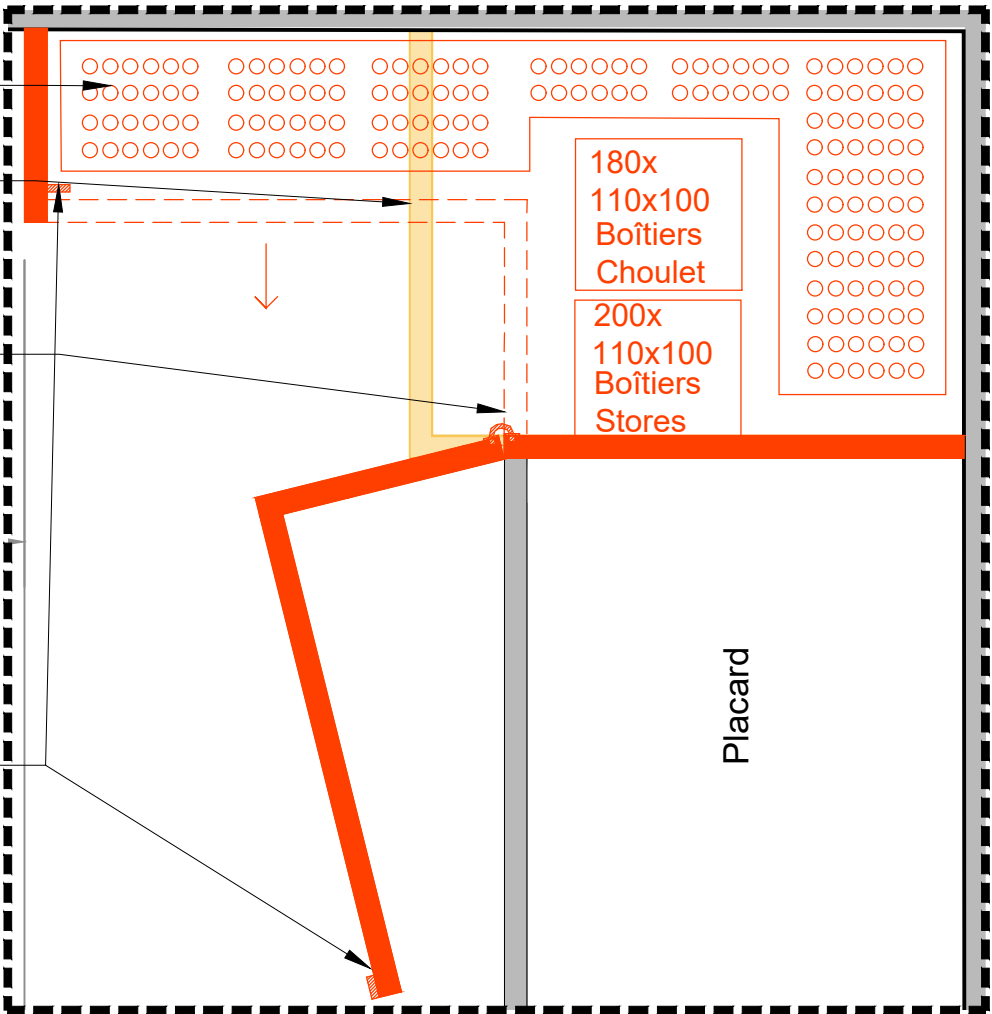 180x
110x100
Boîtiers
Choulet
200x
110x100
Boîtiers
Stores
Placard